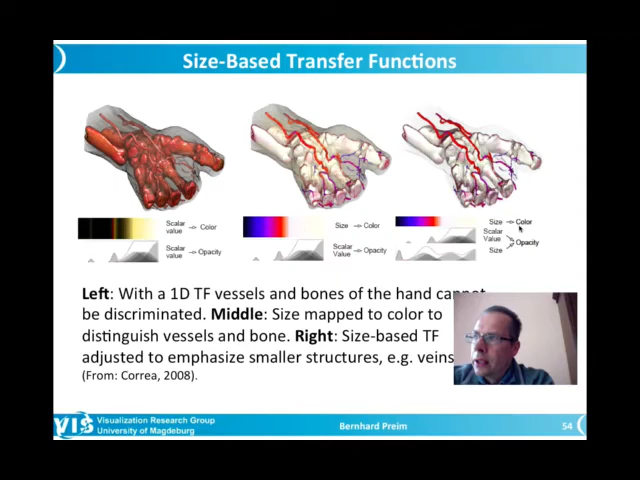 Size-Based Transfer Functions
Scalar value → Color
Size → Color
Size → Color
Scalar value → Opacity
Scalar Value → Opacity
Scalar Value
Size
Opacity
Left: With a 1D TF vessels and bones of the hand cannot
be discriminated. Middle: Size mapped to color to
distinguish vessels and bone. Right: Size-based TF
adjusted to emphasize smaller structures, e.g. veins
(From: Correa, 2008).
VIS
Visualization Research Group
University of Magdeburg
Bernhard Preim
54